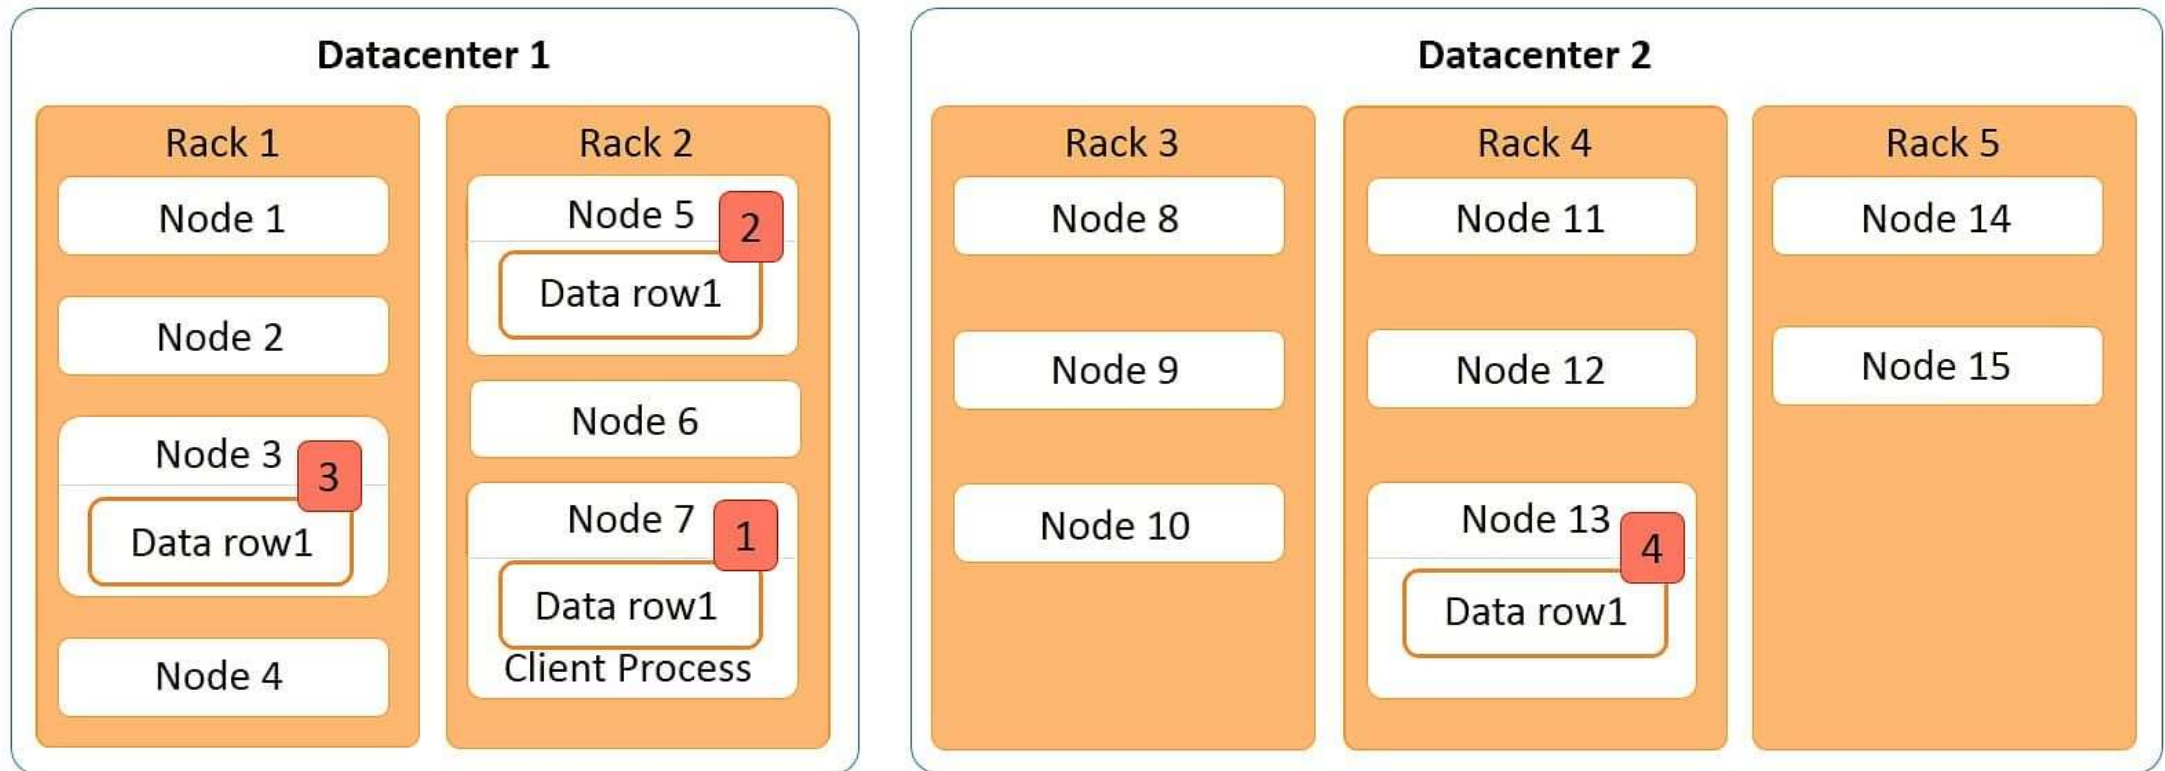 Datacenter 1
Rack 1
Node 1
Node 2
Node 3
3
Data row1
Node 4
Rack 2
Node 5
2
Data row1
Node 6
Node 7
1
Data row1
Client Process
Datacenter 2
Rack 3
Node 8
Node 9
Node 10
Rack 4
Node 11
Node 12
Node 13
4
Data row1
Rack 5
Node 14
Node 15